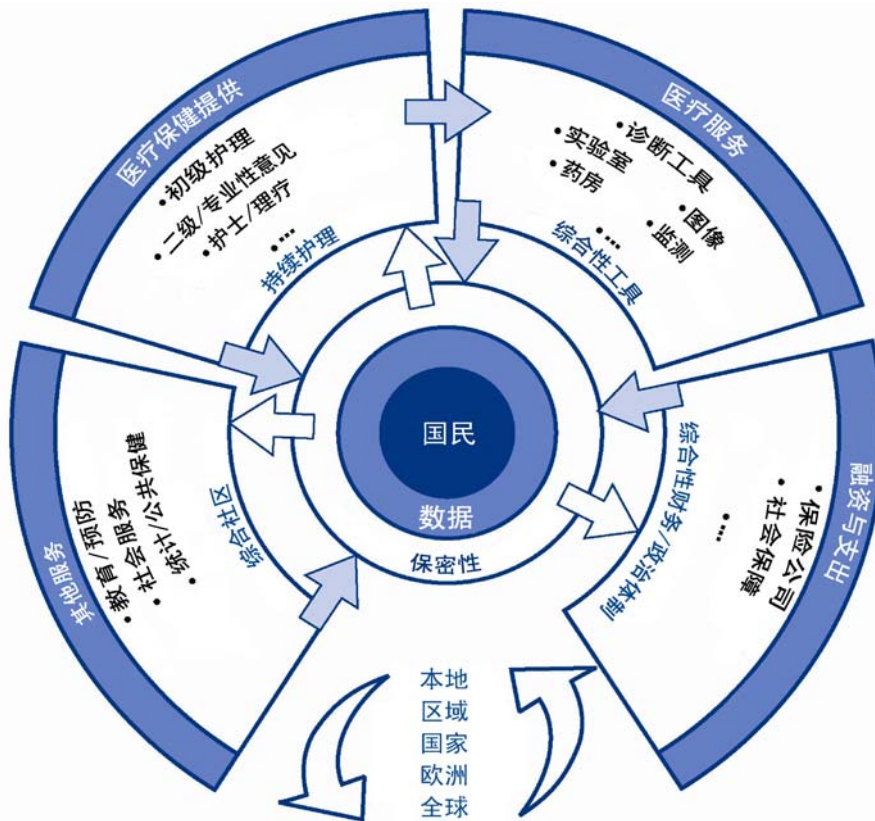 医疗保健提供
•初级护理
•二级/专业性意见
•护士/理疗
•...
持续护理
医疗服务
•诊断工具
•实验室
•药房
•图像
•监测
•...
综合性工具
其他服务
•教育/预防
•社会服务
•统计/公共保健
综合社区
国民
数据
保密性
融资与支出
•保险公司
•社会保障
•...
综合性财务/政治体制
本地
区域
国家
欧洲
全球